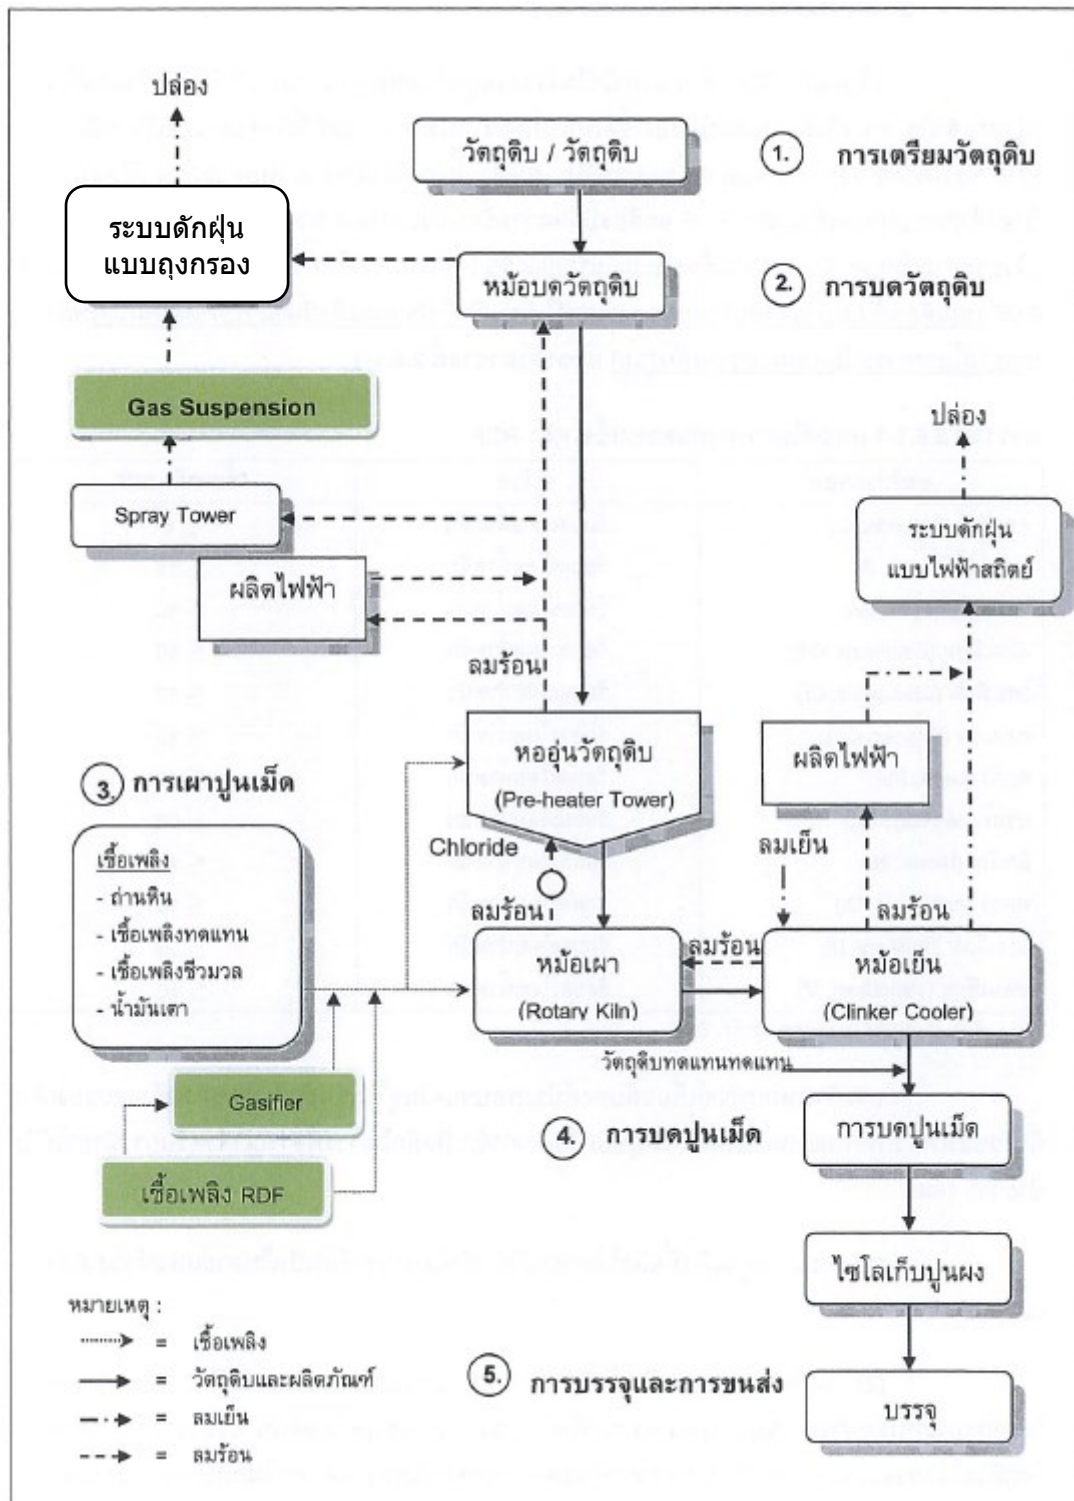 ปล่อง
วัตถุดิบ / วัตถุดิบ
1. การเตรียมวัตถุดิบ
ระบบดักฝุ่น
แบบถุงกรอง
หม้อบดวัตถุดิบ
2. การบดวัตถุดิบ
Gas Suspension
ปล่อง
Spray Tower
ระบบดักฝุ่น
แบบไฟฟ้าสถิตย์
ผลิตไฟฟ้า
ลมร้อน
หออุ่นวัตถุดิบ
(Pre-heater Tower)
ผลิตไฟฟ้า
3. การเผาปูนเม็ด
Chloride
ลมเย็น
เชื้อเพลิง
- ถ่านหิน
- เชื้อเพลิงทดแทน
- เชื้อเพลิงชีวมวล
- น้ำมันเตา
ลมร้อน
ลมร้อน
ลมร้อน
หม้อเผา
(Rotary Kiln)
หม้อเย็น
(Clinker Cooler)
วัตถุดิบทดแทนทดแทน
Gasifier
4. การบดปูนเม็ด
การบดปูนเม็ด
เชื้อเพลิง RDF
ไซโลเก็บปูนผง
หมายเหตุ :
= เชื้อเพลิง
= วัตถุดิบและผลิตภัณฑ์
= ลมเย็น
= ลมร้อน
5. การบรรจุและการขนส่ง
บรรจุ